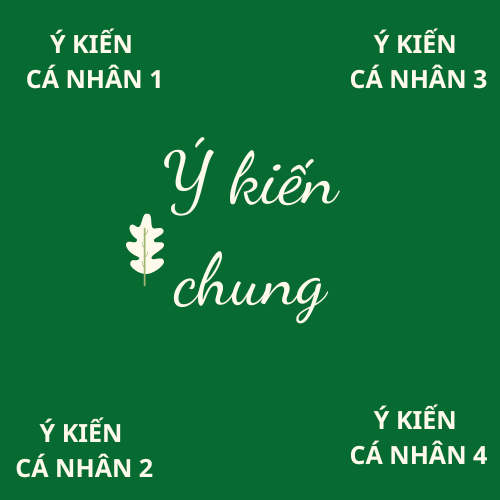 Ý KIẾN
CÁ NHÂN 1
Ý KIẾN
CÁ NHÂN 3
Ý kiến
chung
Ý KIẾN
CÁ NHÂN 2
Ý KIẾN
CÁ NHÂN 4